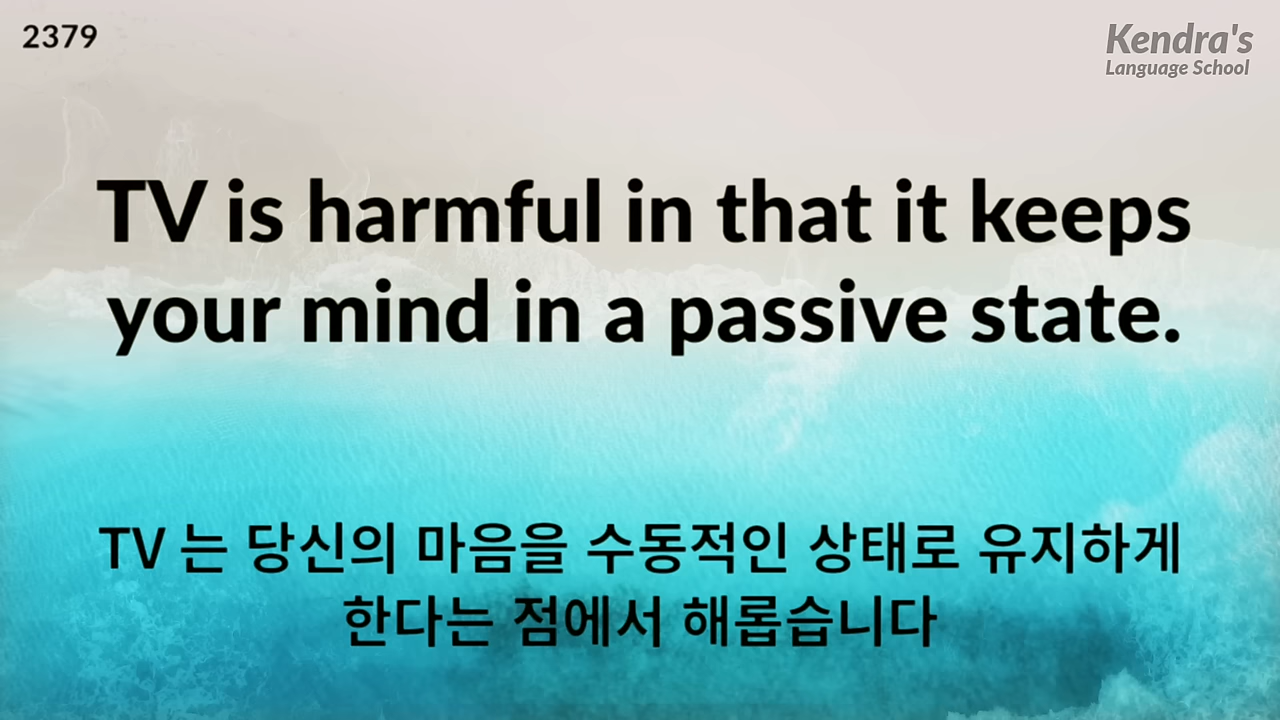 2379
Kendra's
Language School
TV is harmful in that it keeps
your mind in a passive state.
TV 는 당신의 마음을 수동적인 상태로 유지하게
한다는 점에서 해롭습니다